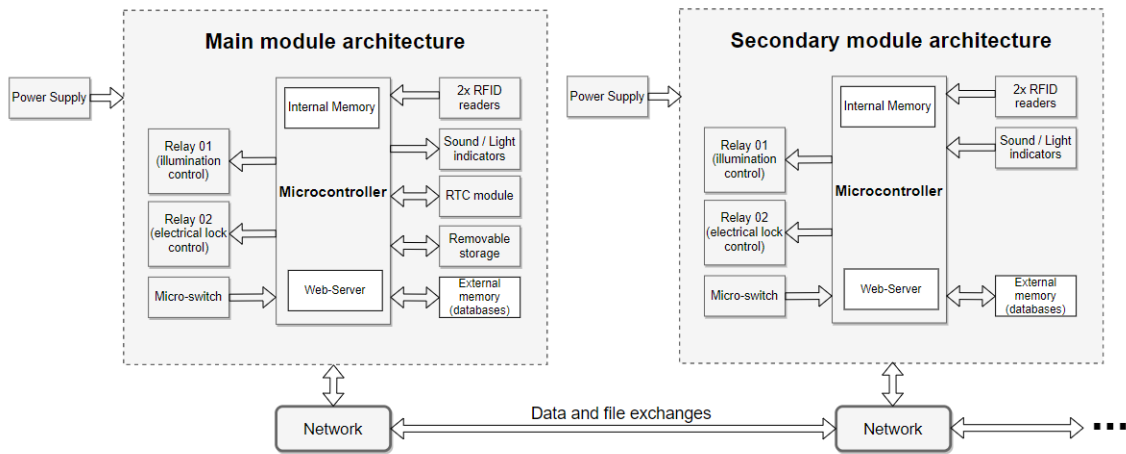 Main module architecture
Power Supply
Internal Memory
2x RFID
readers
Relay 01
(illumination
control)
Sound / Light
indicators
Microcontroller
RTC module
Relay 02
(electrical lock
control)
Removable
storage
Micro-switch
Web-Server
External
memory
(databases)
Network
Data and file exchanges
Secondary module architecture
Power Supply
Internal Memory
2x RFID
readers
Relay 01
(illumination
control)
Sound / Light
indicators
Microcontroller
Relay 02
(electrical lock
control)
Micro-switch
Web-Server
External
memory
(databases)
Network
...